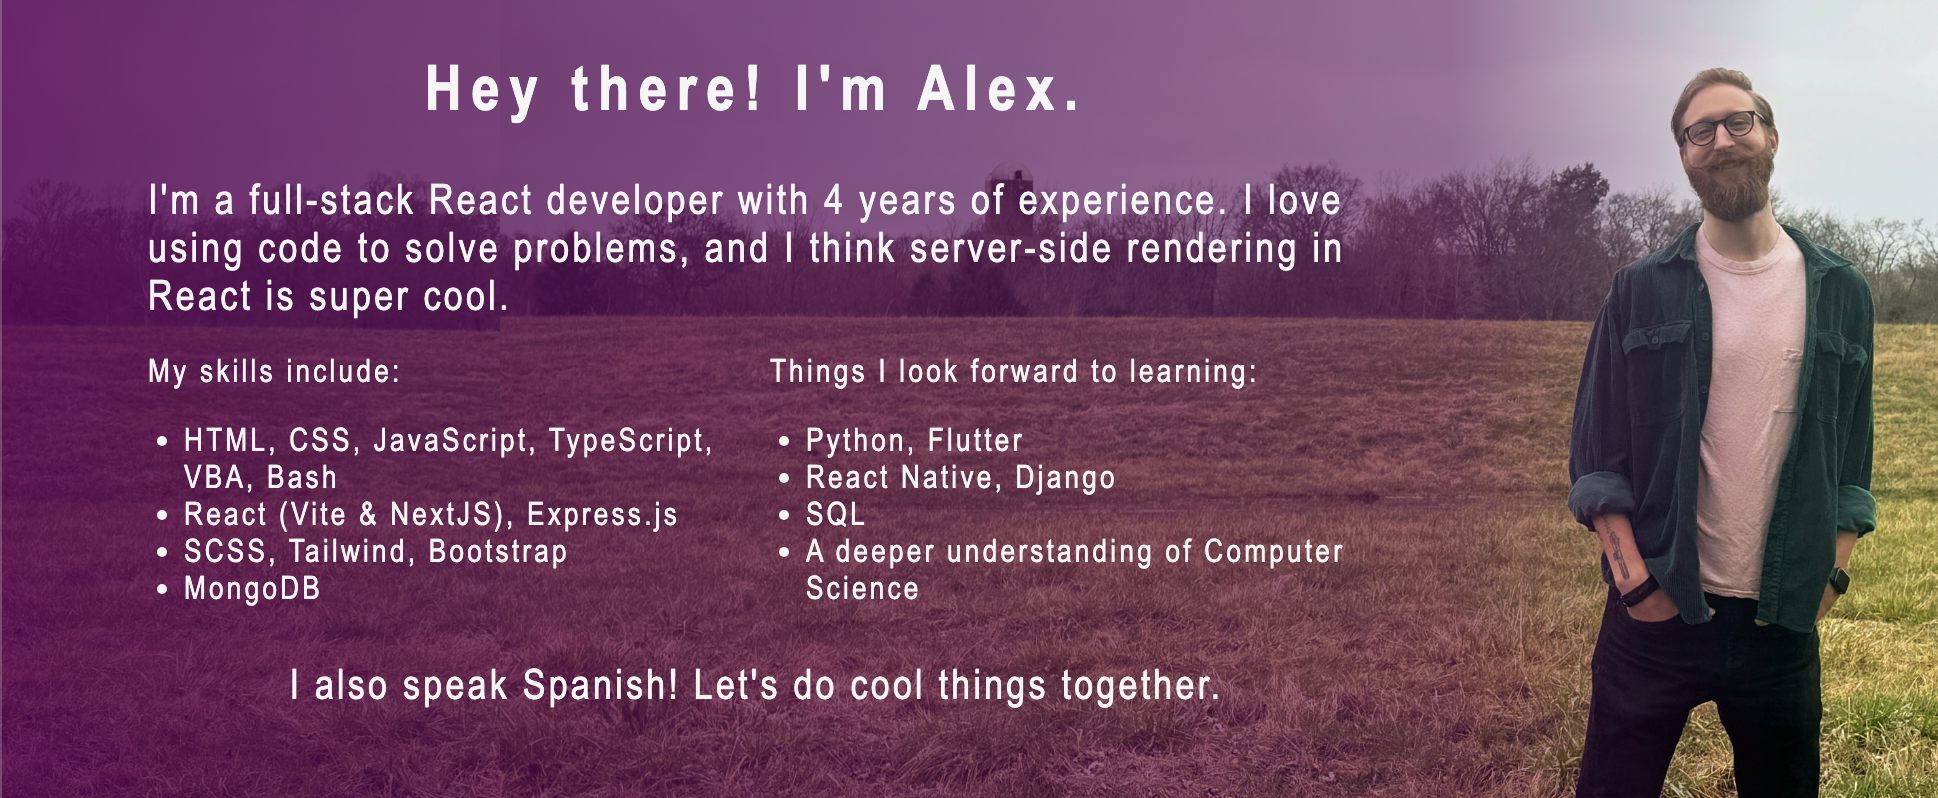 Hey there! I'm Alex.
I'm a full-stack React developer with 4 years of experience. I love
using code to solve problems, and I think server-side rendering in
React is super cool.
My skills include:
HTML, CSS, JavaScript, TypeScript,
VBA, Bash
React (Vite & NextJS), Express.js
SCSS, Tailwind, Bootstrap
MongoDB
Things I look forward to learning:
Python, Flutter
React Native, Django
SQL
A deeper understanding of Computer
Science
I also speak Spanish! Let's do cool things together.